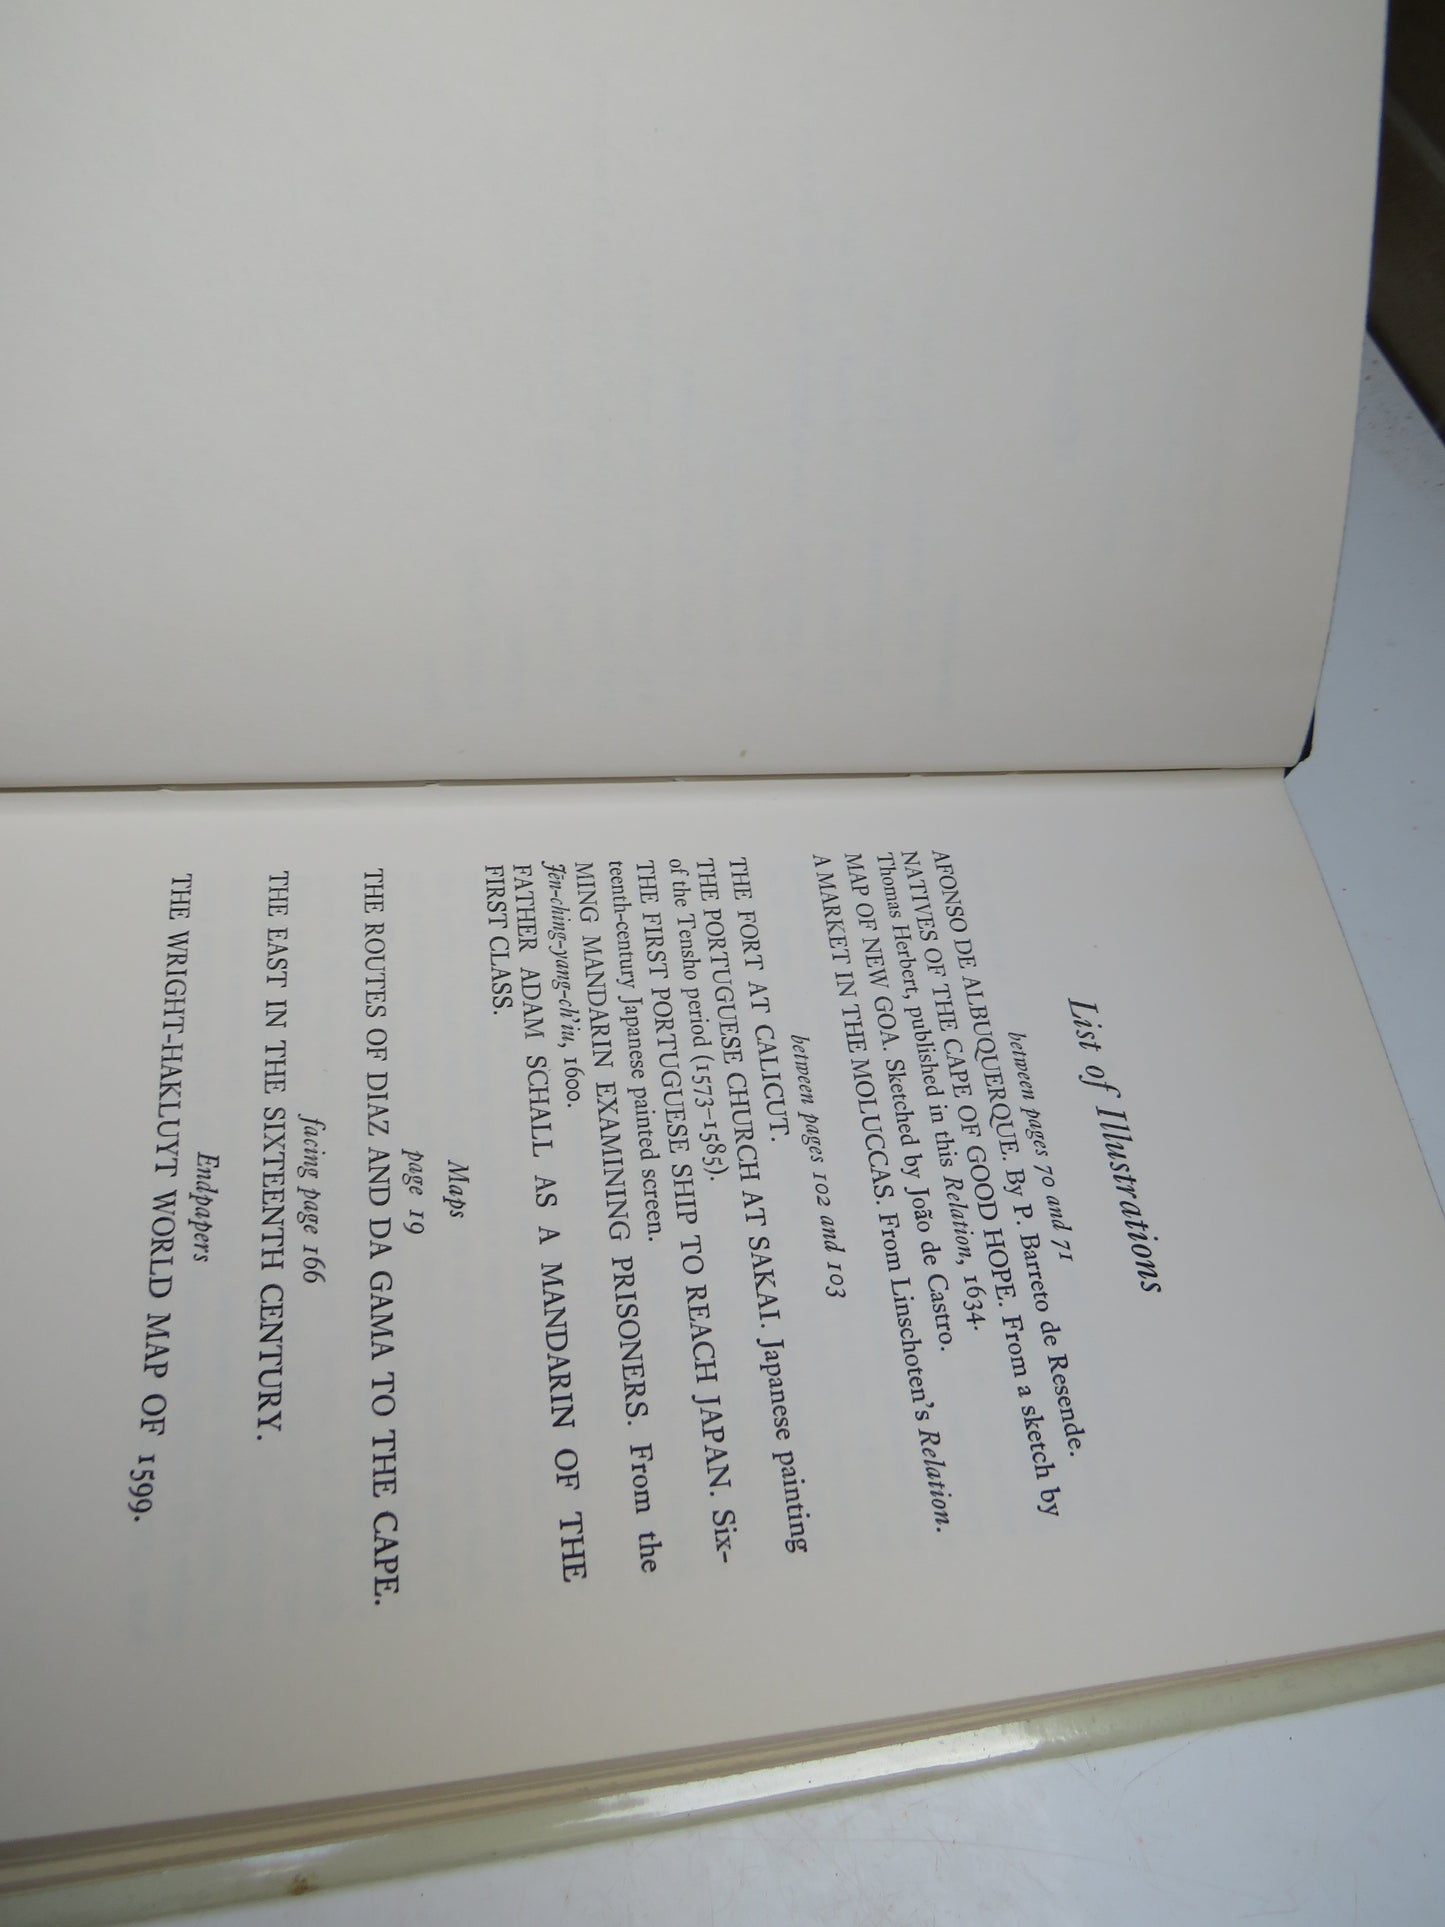 List of Illustrations
between pages 70 and 71
AFONSO DE ALBUQUERQUE. By P. Barreto de Resende.
NATIVES OF THE CAPE OF GOOD HOPE. From a sketch by
Thomas Herbert, published in this Relation, 1634.
MAP OF NEW GOA. Sketched by João de Castro.
A MARKET IN THE MOLUCCAS. From Linschoten's Relation.
between pages 102 and 103
THE FORT AT CALICUT.
THE PORTUGUESE CHURCH AT SAKAI. Japanese painting
of the Tensho period (1573–1585).
THE FIRST PORTUGUESE SHIP TO REACH JAPAN. Six-
teenth-century Japanese painted screen.
MING MANDARIN EXAMINING PRISONERS. From the
Jēn-ching-yang-ch'iu, 1600.
FATHER ADAM SCHALL AS A MANDARIN OF THE
FIRST CLASS.
Maps
page 19
THE ROUTES OF DIAZ AND DA GAMA TO THE CAPE.
facing page 166
THE EAST IN THE SIXTEENTH CENTURY.
Endpapers
THE WRIGHT-HAKLUYT WORLD MAP OF 1599.